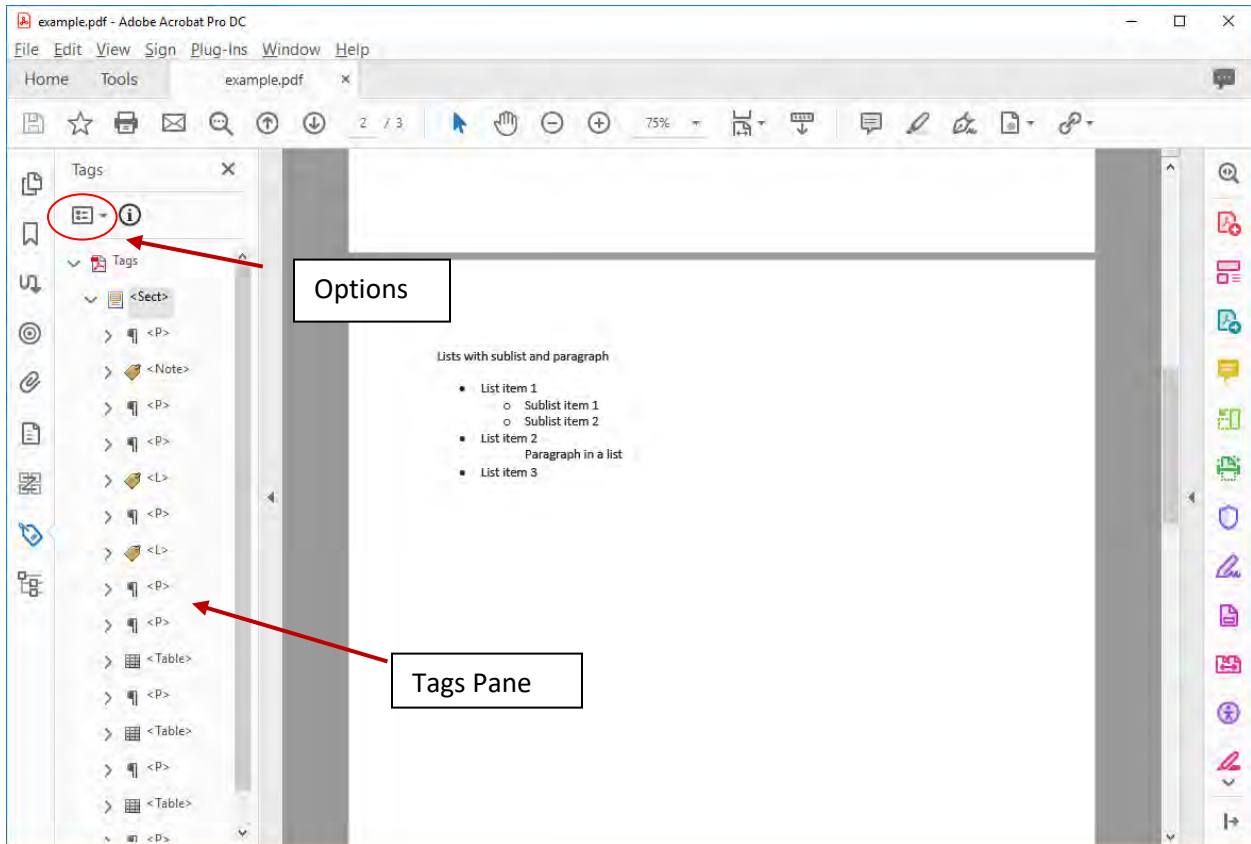 example.pdf - Adobe Acrobat Pro DC
File Edit View Sign Plug-Ins Window Help
Home Tools example.pdf ×
2 / 3 75%
Tags
Options
Tags
<Sect>
<P>
<Note>
<P>
<P>
<L>
<P>
<L>
<P>
<P>
<Table>
<P>
<Table>
<P>
<Table>
<P>
Lists with sublist and paragraph
• List item 1
o Sublist item 1
o Sublist item 2
• List item 2
Paragraph in a list
• List item 3
Tags Pane